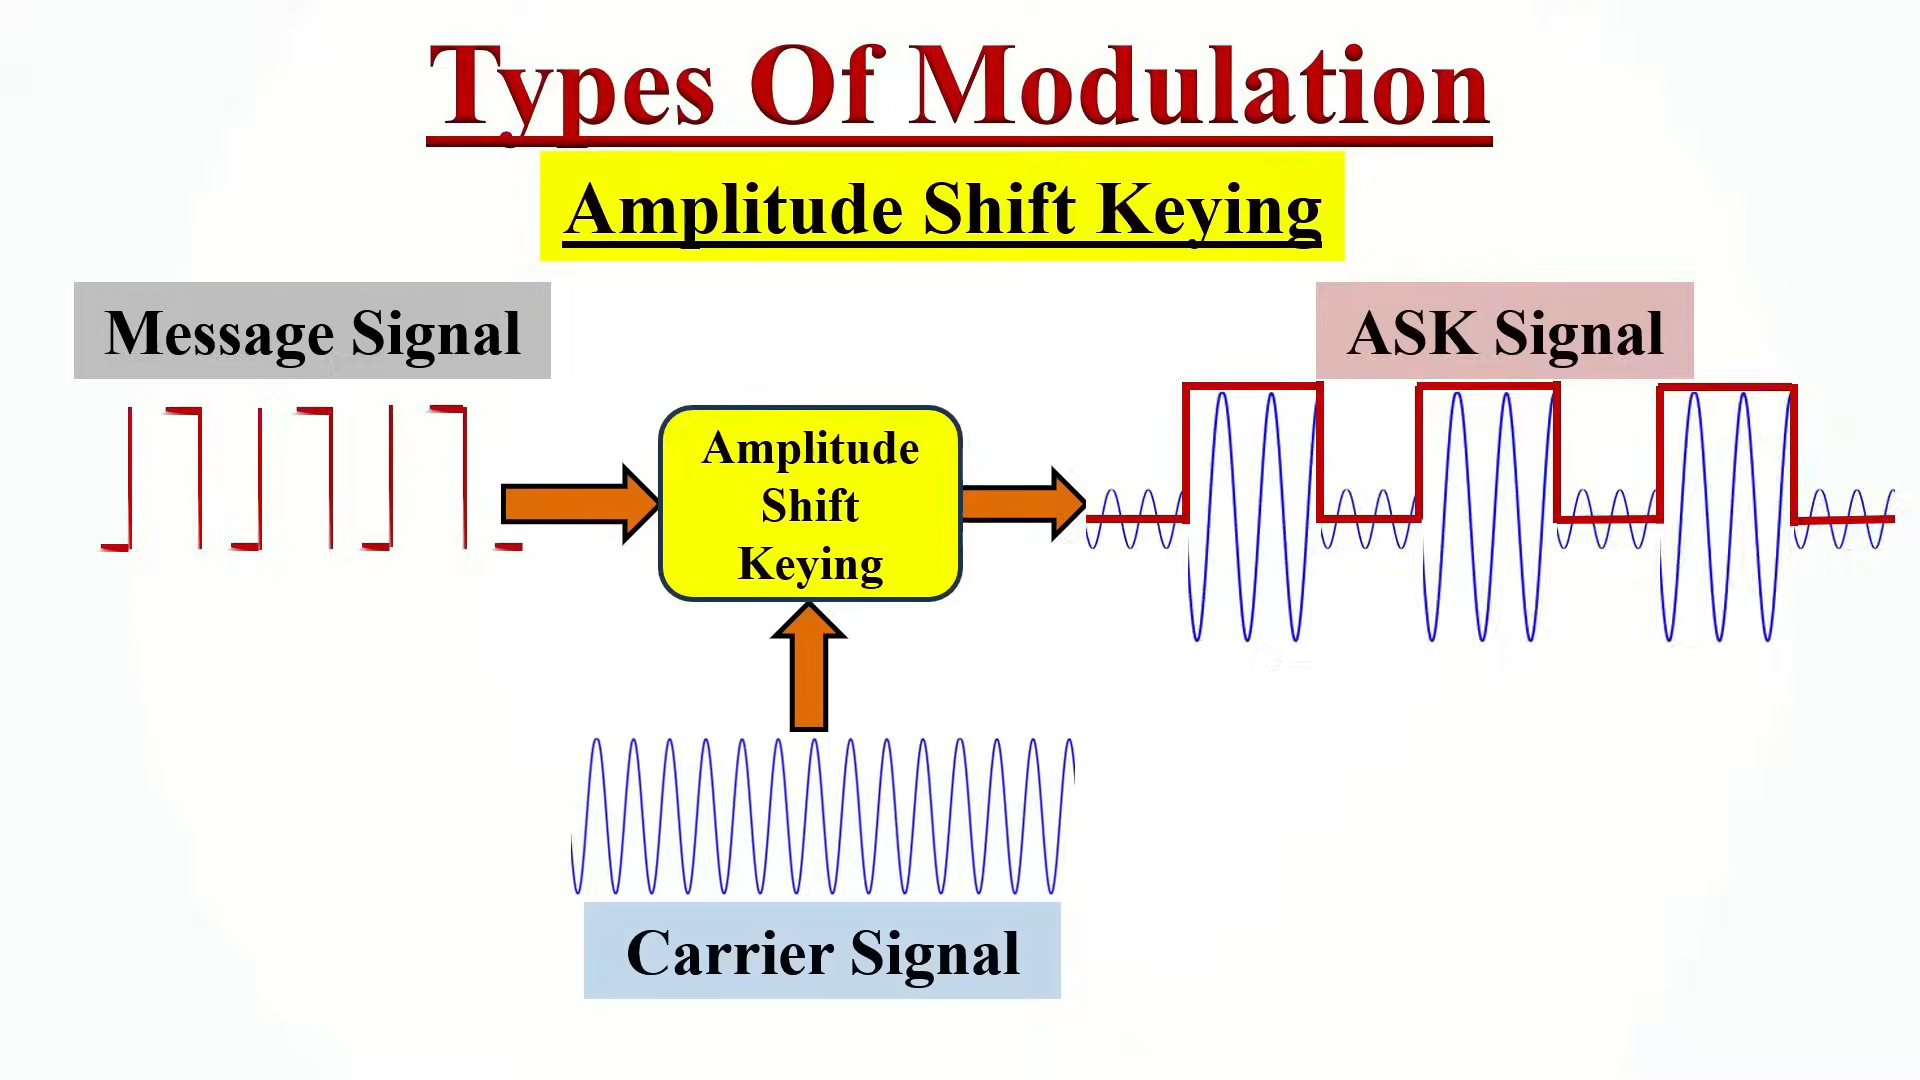 Types Of Modulation
Amplitude Shift Keying
Message Signal
ASK Signal
Amplitude
Shift
Keying
Carrier Signal